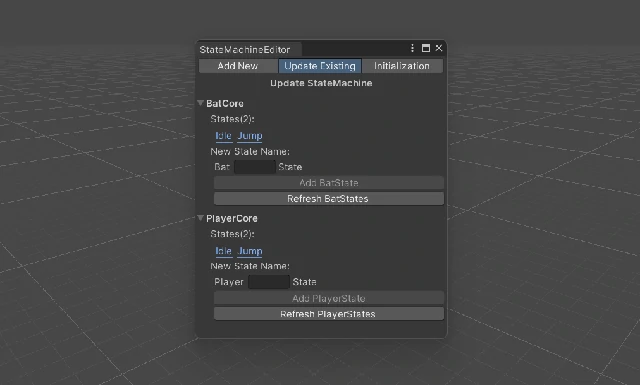 StateMachineEditor
Add New Update Existing Initialization
Update StateMachine
BatCore
States(2):
Idle Jump
New State Name:
Bat State
Add BatState
Refresh BatStates
PlayerCore
States(2):
Idle Jump
New State Name:
Player State
Add PlayerState
Refresh PlayerStates